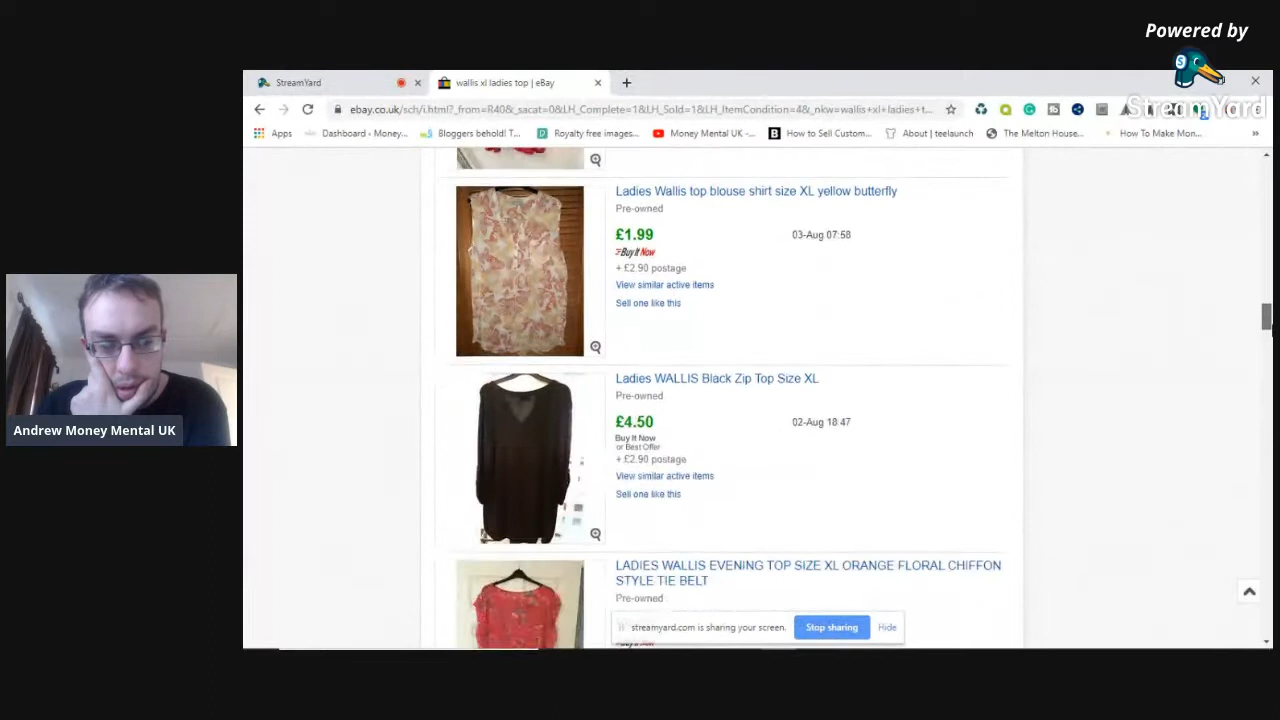 Powered by
StreamYard
StreamYard
wallis xl ladies top | eBay
ebay.co.uk/sch/i.html?_from=R40&_sacat=0&LH_Complete=1&LH_Sold=1&LH_ItemCondition=4&_nkw=wallis+xl+ladies+t...
Apps
Dashboard ‹ Money...
Bloggers behold! T...
Royalty free images...
Money Mental UK -...
How to Sell Custom...
About | teelaunch
The Melton House...
How To Make Mon...
Ladies Wallis top blouse shirt size XL yellow butterfly
Pre-owned
£1.99
03-Aug 07:58
Buy It Now
+ £2.90 postage
View similar active items
Sell one like this
Ladies WALLIS Black Zip Top Size XL
Pre-owned
£4.50
02-Aug 18:47
Buy It Now
or Best Offer
+ £2.90 postage
View similar active items
Sell one like this
LADIES WALLIS EVENING TOP SIZE XL ORANGE FLORAL CHIFFON
STYLE TIE BELT
Pre-owned
streamyard.com is sharing your screen.
Stop sharing
Hide
Andrew Money Mental UK